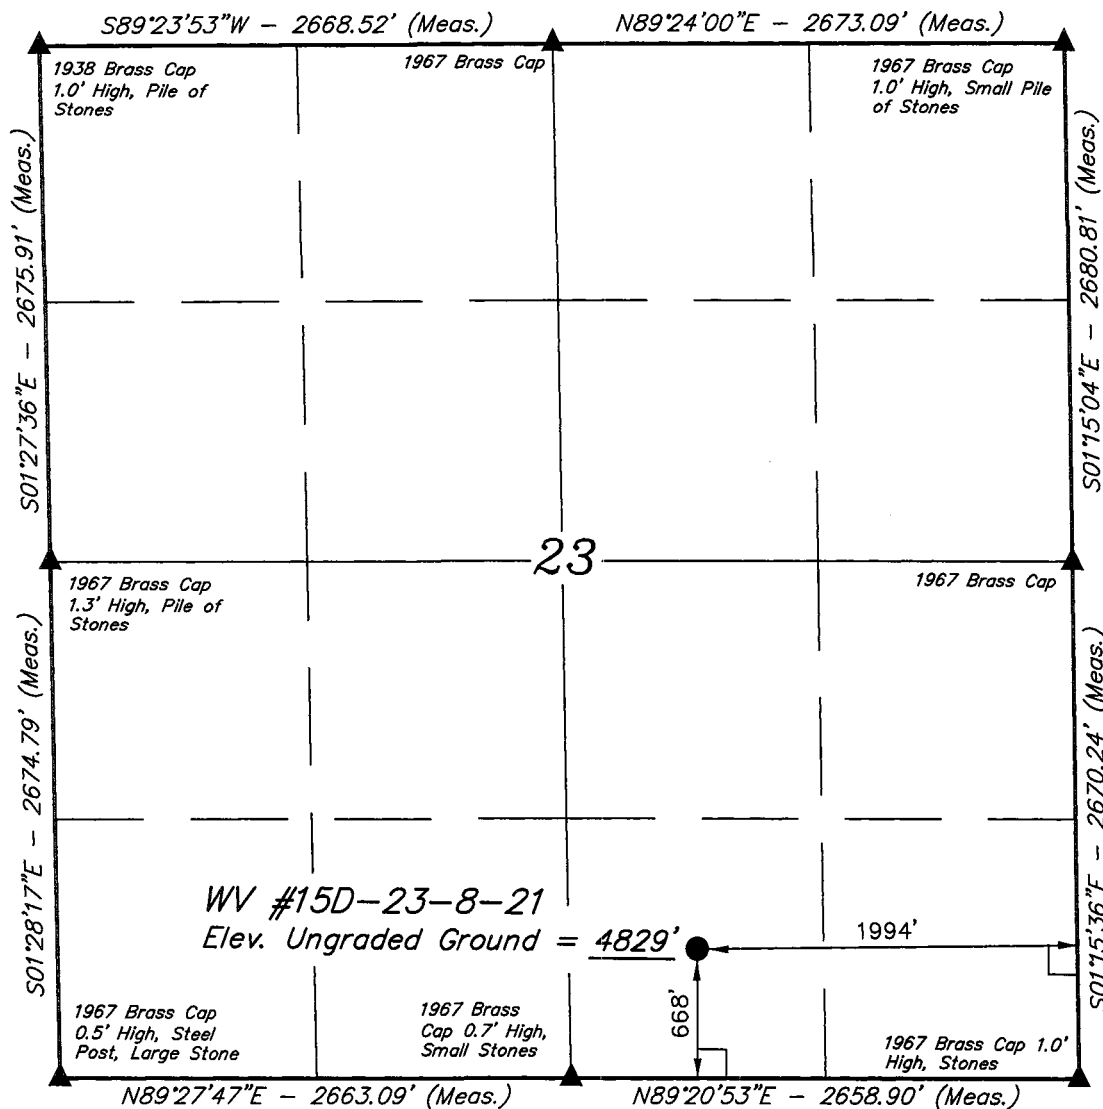 S89°23'53"W - 2668.52' (Meas.)
N89°24'00"E - 2673.09' (Meas.)
1938 Brass Cap
1.0' High, Pile of
Stones
1967 Brass Cap
1967 Brass Cap
1.0' High, Small Pile
of Stones
S01°27'36"E - 2675.91' (Meas.)
S01°15'04"E - 2680.81' (Meas.)
23
1967 Brass Cap
1.3' High, Pile of
Stones
1967 Brass Cap
S01°28'17"E - 2674.79' (Meas.)
S01°15'36"E - 2670.24' (Meas.)
WV #15D-23-8-21
Elev. Ungraded Ground = 4829'
1994'
668'
1967 Brass Cap
0.5' High, Steel
Post, Large Stone
1967 Brass
Cap 0.7' High,
Small Stones
1967 Brass Cap 1.0'
High, Stones
N89°27'47"E - 2663.09' (Meas.)
N89°20'53"E - 2658.90' (Meas.)